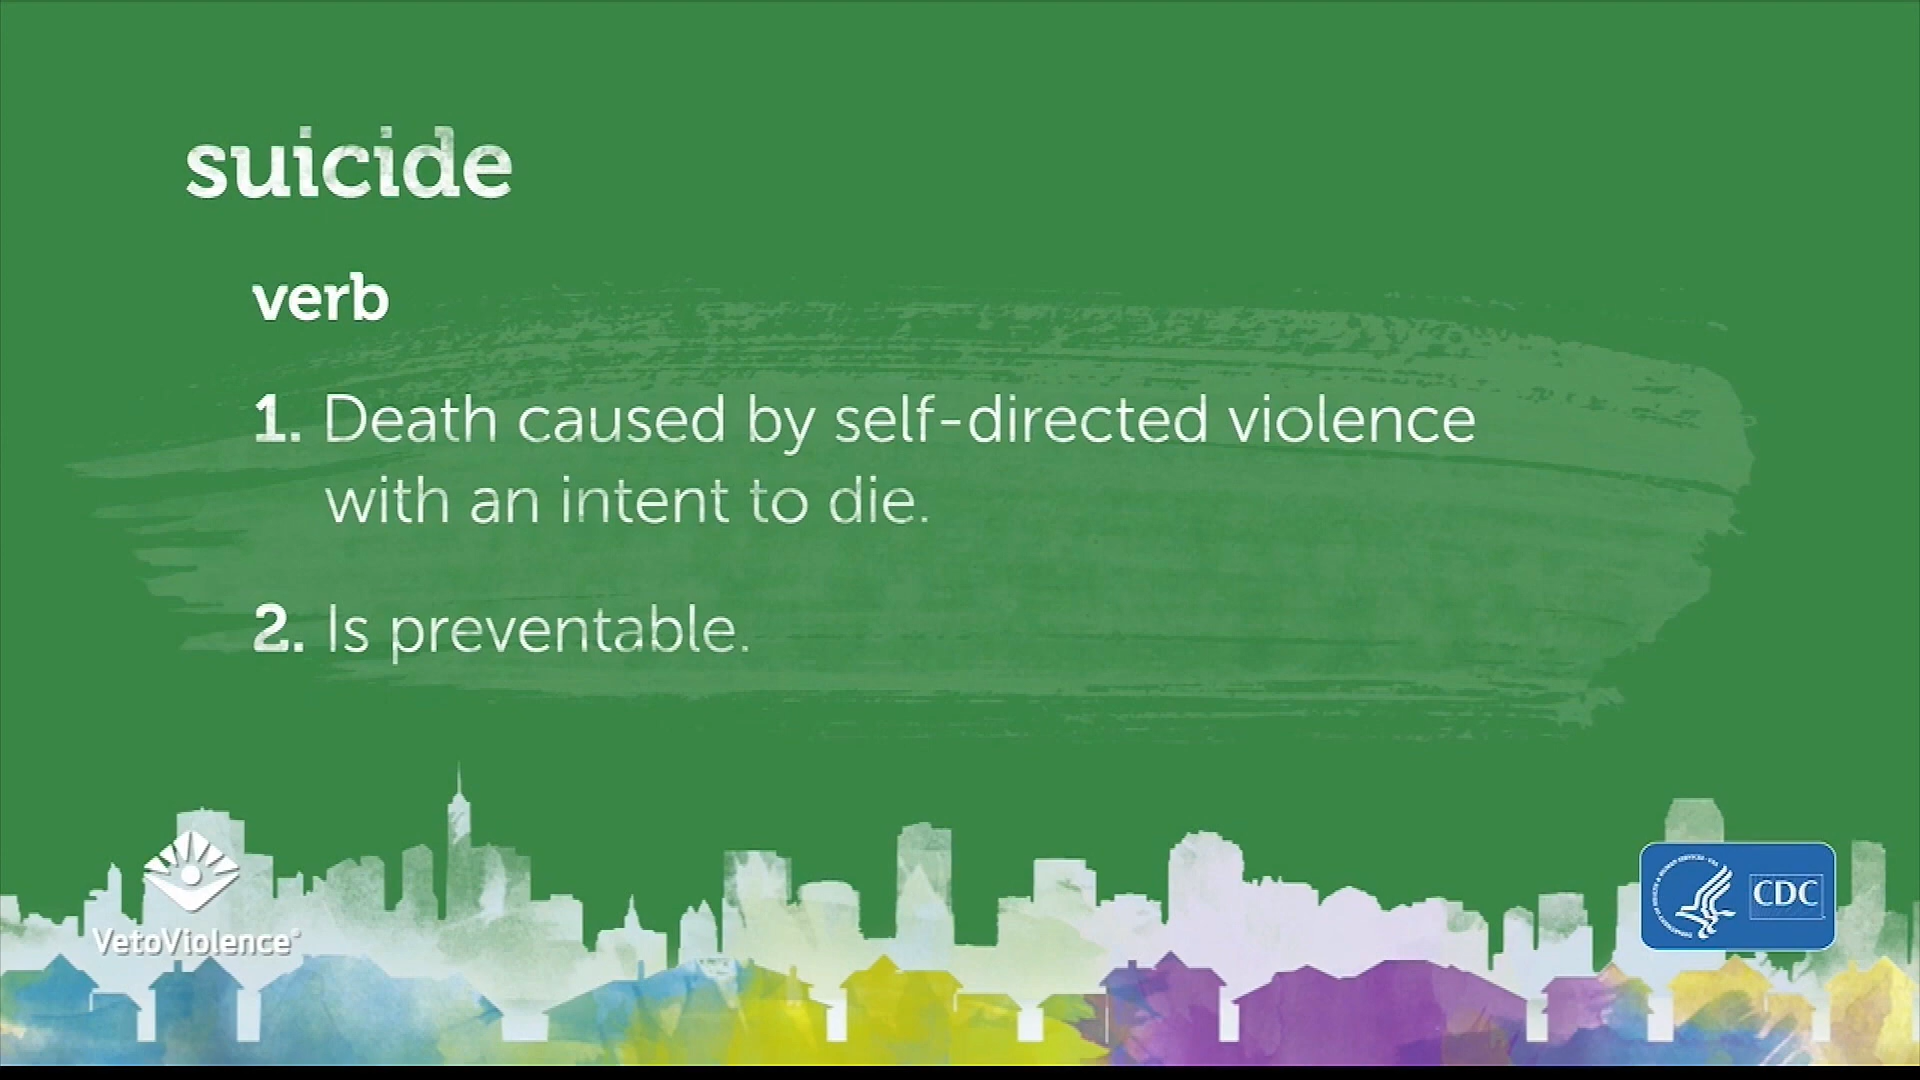 suicide
verb
1. Death caused by self-directed violence
with an intent to die.
2. Is preventable.
VetoViolence®
CDC